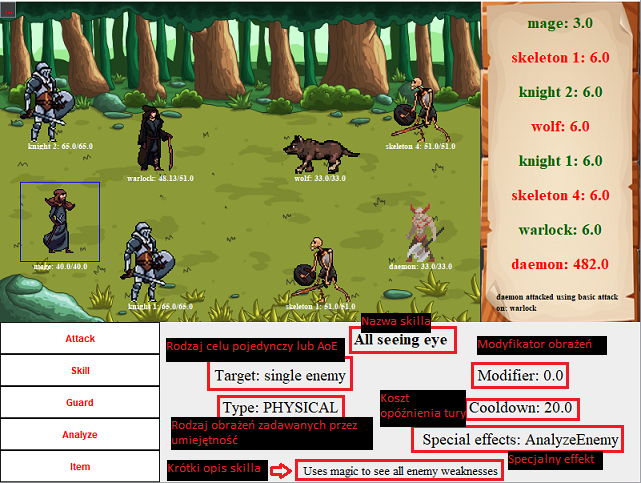 mage: 3.0
skeleton 1: 6.0
knight 2: 6.0
wolf: 6.0
knight 1: 6.0
skeleton 4: 6.0
warlock: 6.0
daemon: 482.0
daemon attacked using basic attack
on: warlock
knight 2: 65.0/65.0
skeleton 4: 51.0/51.0
warlock: 48.13/51.0
wolf: 33.0/33.0
mage: 40.0/40.0
daemon: 33.0/33.0
knight 1: 65.0/65.0
skeleton 1: 51.0/51.0
Attack
Skill
Guard
Analyze
Item
Nazwa skilla
All seeing eye
Rodzaj celu pojedynczy lub AoE
Modyfikator obrażeń
Target: single enemy
Modifier: 0.0
Koszt
opóźnienia tury
Type: PHYSICAL
Cooldown: 20.0
Rodzaj obrażeń zadawanych przez
umiejętność
Special effects: AnalyzeEnemy
Specjalny effekt
Krótki opis skilla
Uses magic to see all enemy weaknesses